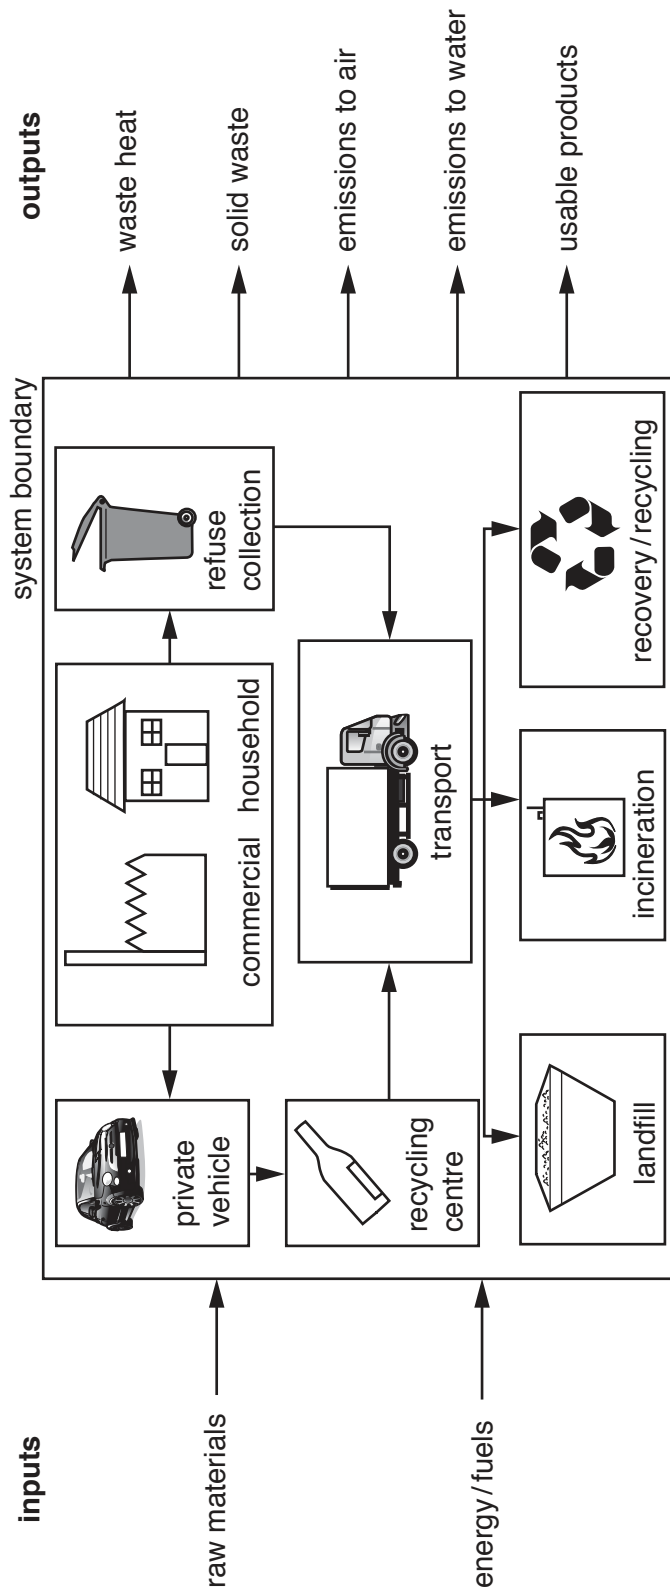 inputs
outputs
system boundary
raw materials
energy/fuels
private
vehicle
commercial
household
refuse
collection
recycling
centre
transport
landfill
incineration
recovery/recycling
waste heat
solid waste
emissions to air
emissions to water
usable products